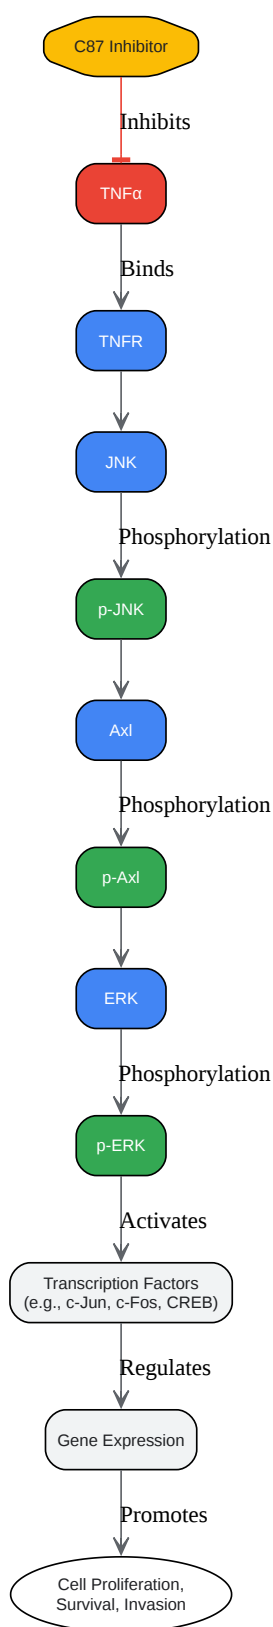 C87 Inhibitor
Inhibits
TNFα
Binds
TNFR
JNK
Phosphorylation
p-JNK
Axl
Phosphorylation
p-Axl
ERK
Phosphorylation
p-ERK
Activates
Transcription Factors
(e.g., c-Jun, c-Fos, CREB)
Regulates
Gene Expression
Promotes
Cell Proliferation,
Survival, Invasion